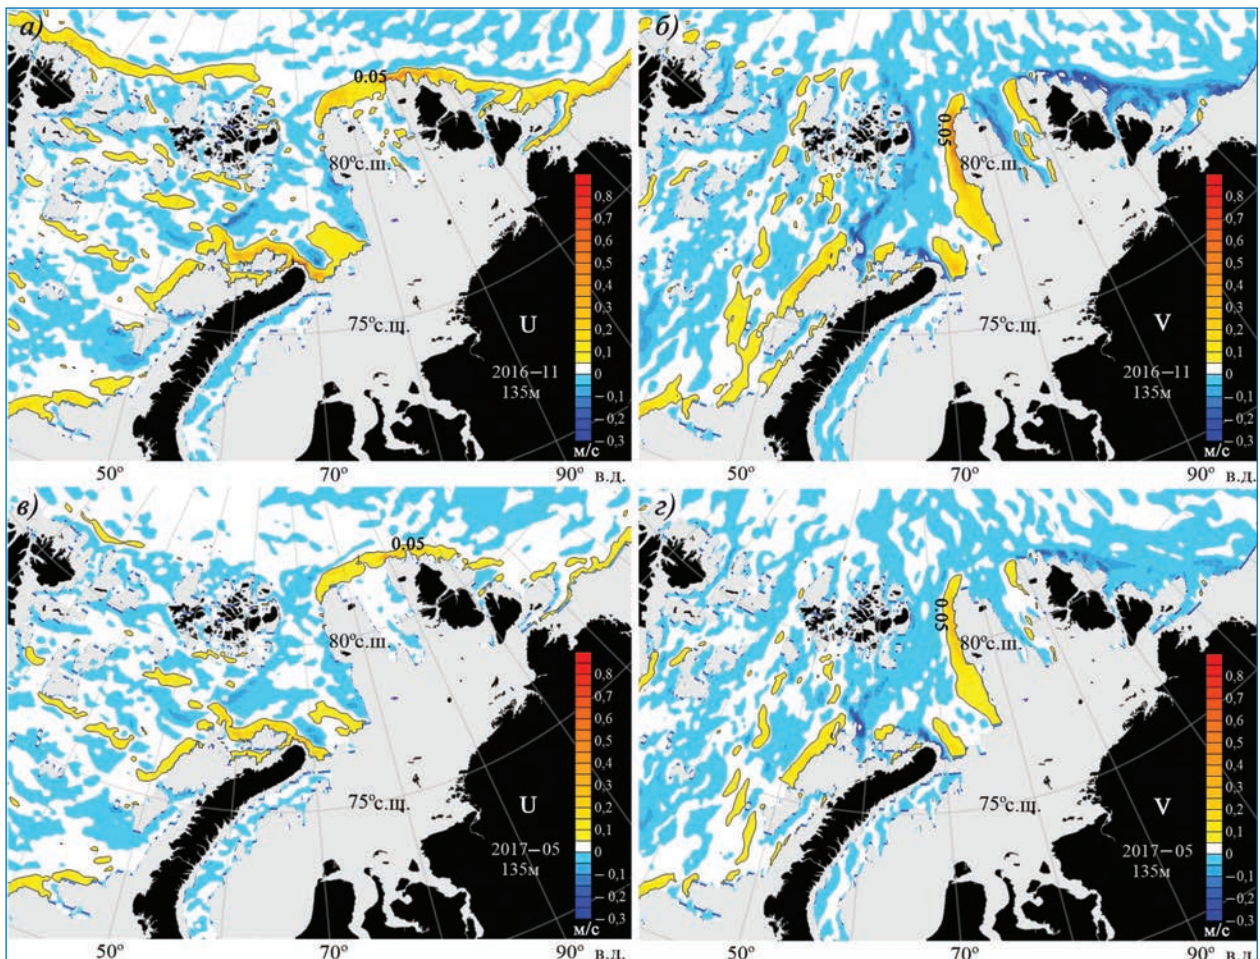 а)
0.05
80°с.ш.
75°с.щ.
U
2016–11
135м
0,8
0,7
0,6
0,5
0,4
0,3
0,2
0,1
0
–0,1
–0,2
–0,3
м/с
50°
70°
90° в.д.
б)
0.05
80°с.ш.
75°с.щ.
V
2016–11
135м
0,8
0,7
0,6
0,5
0,4
0,3
0,2
0,1
0
–0,1
–0,2
–0,3
м/с
50°
70°
90° в.д.
в)
0.05
80°с.ш.
75°с.щ.
U
2017–05
135м
0,8
0,7
0,6
0,5
0,4
0,3
0,2
0,1
0
–0,1
–0,2
–0,3
м/с
50°
70°
90° в.д.
г)
0.05
80°с.ш.
75°с.щ.
V
2017–05
135м
0,8
0,7
0,6
0,5
0,4
0,3
0,2
0,1
0
–0,1
–0,2
–0,3
м/с
50°
70°
90° в.д.